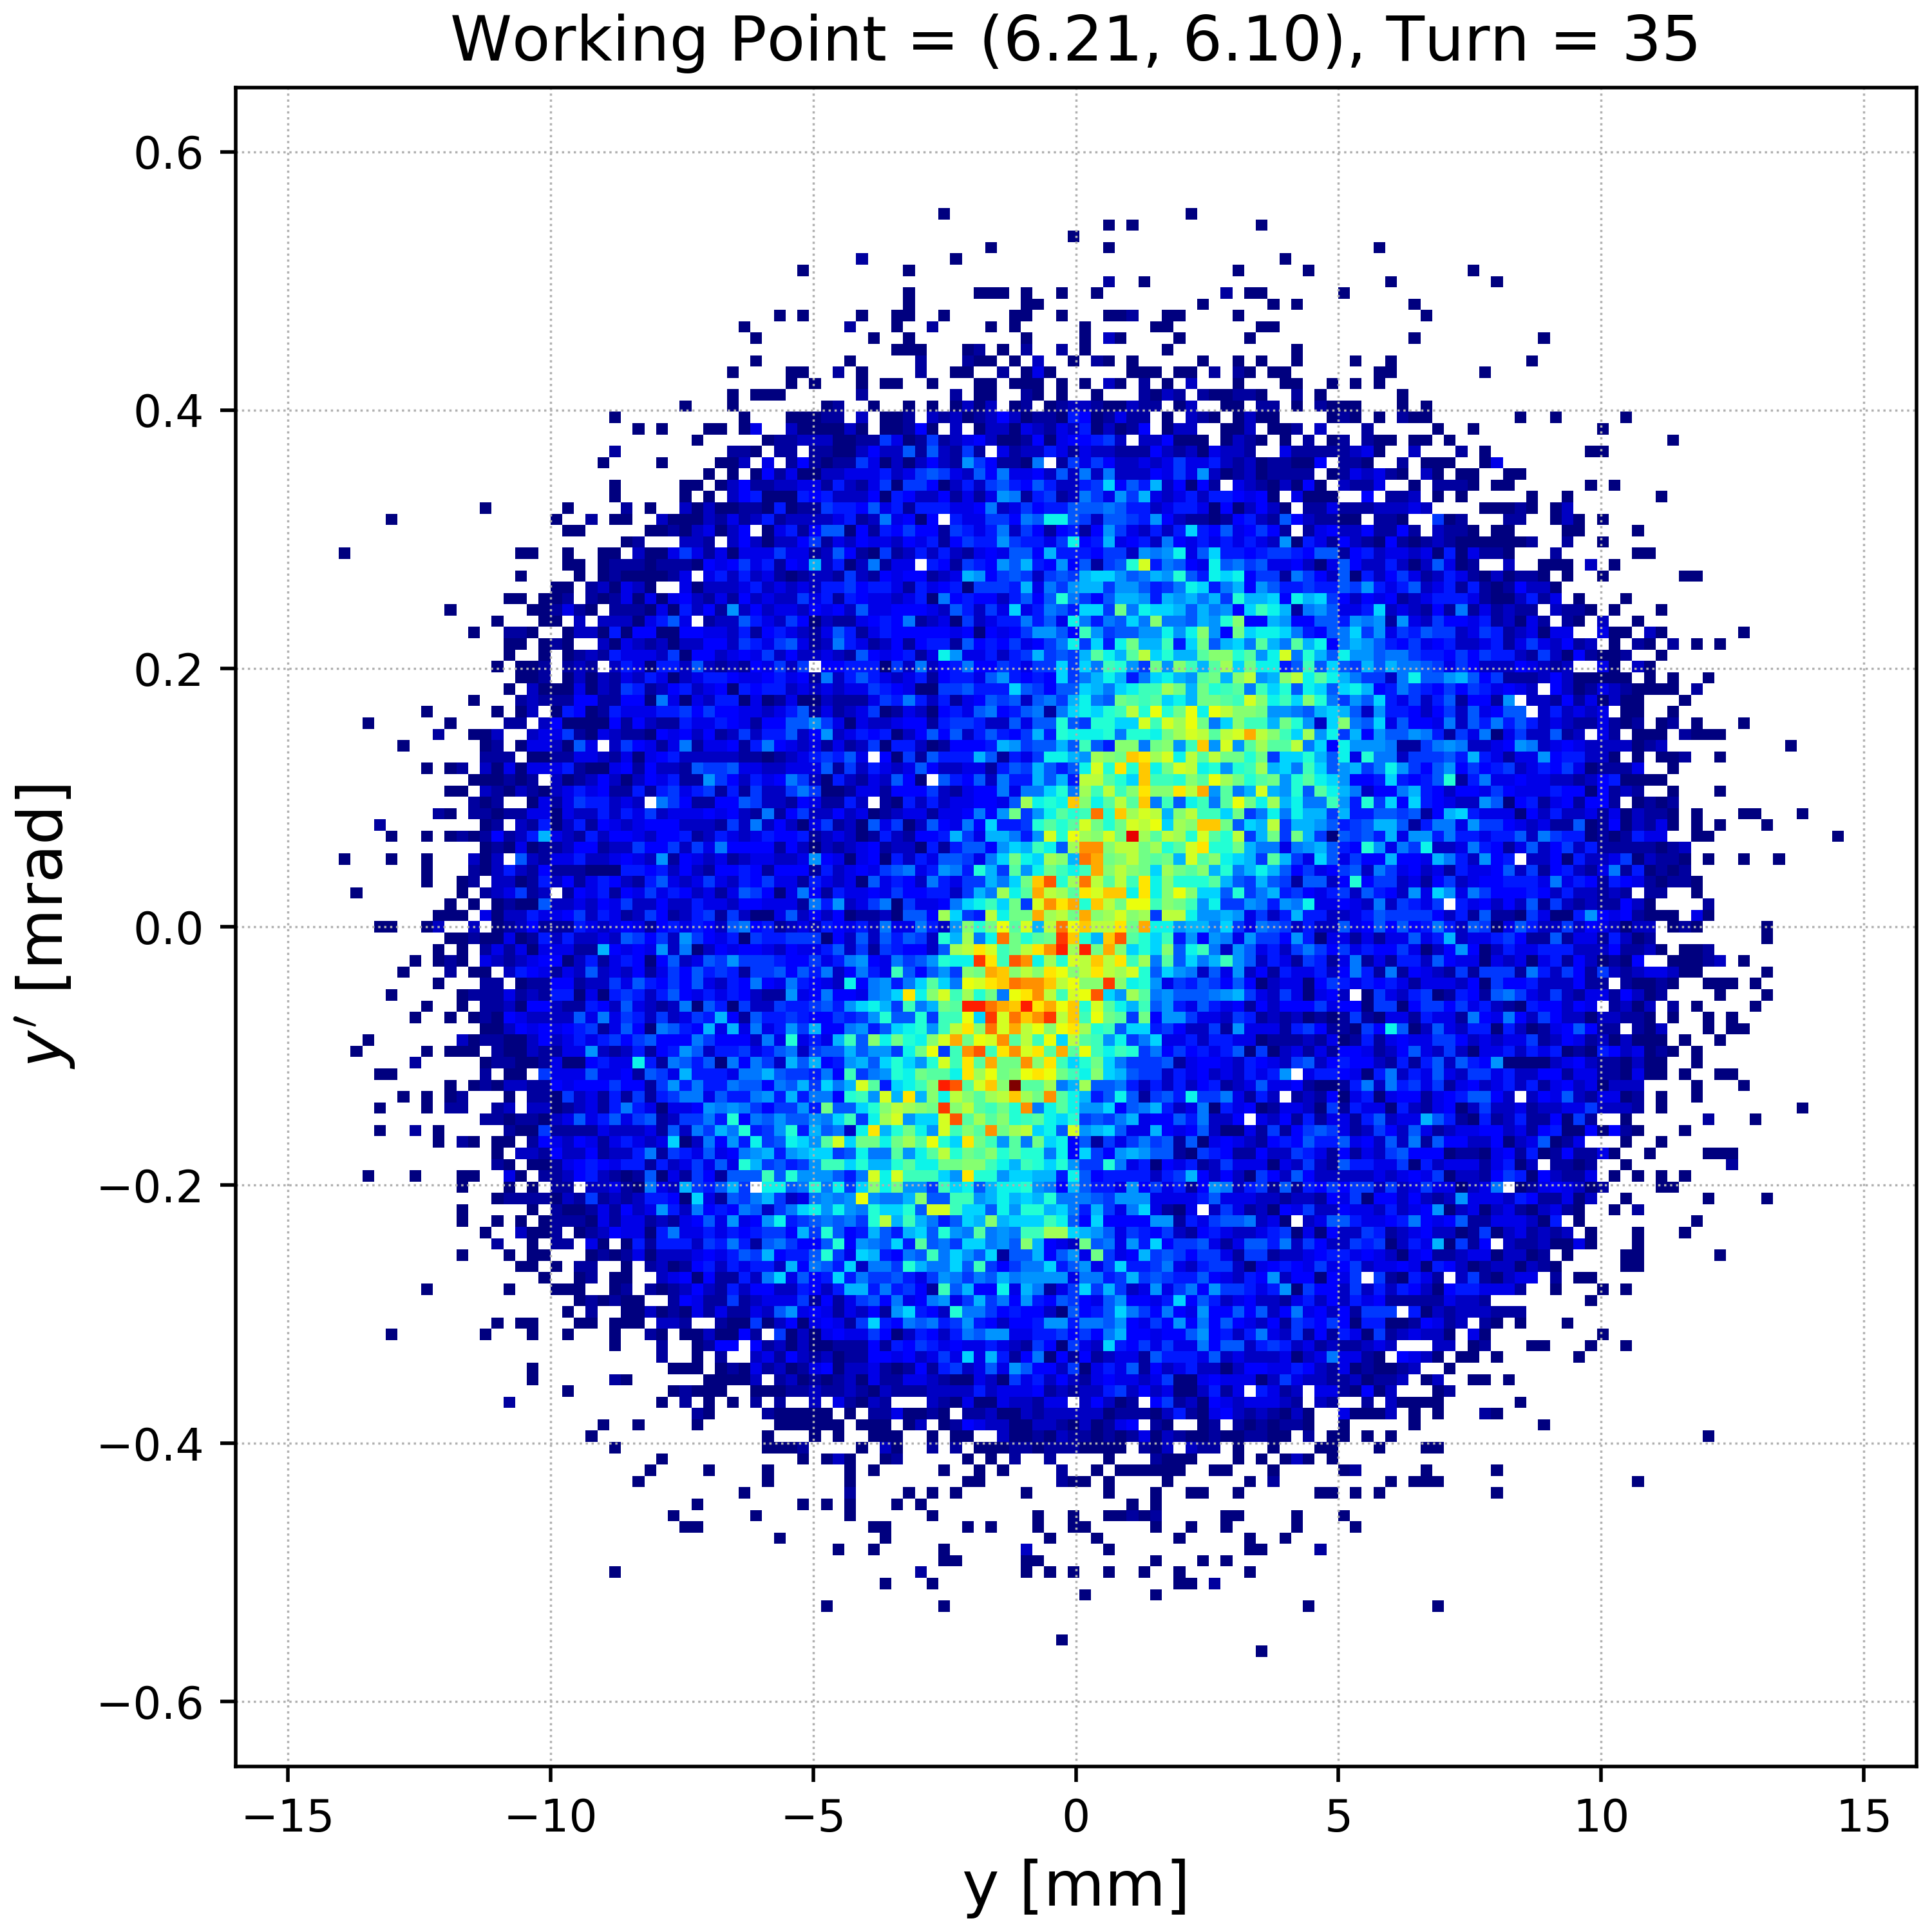 Working Point = (6.21, 6.10), Turn = 35
0.6
0.4
0.2
0.0
−0.2
−0.4
−0.6
y′ [mrad]
−15 −10 −5 0 5 10 15
y [mm]